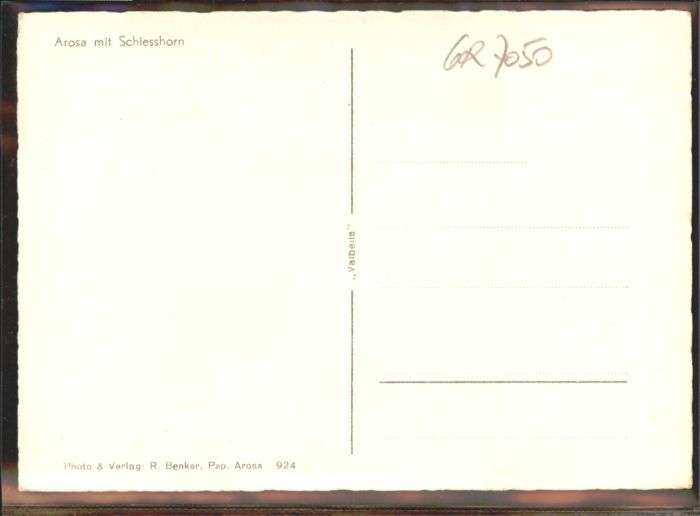 Arosa mit Schiesshorn
GR 7050
„Valbella"
Photo & Verlag: R. Benker, Pap. Arosa 924